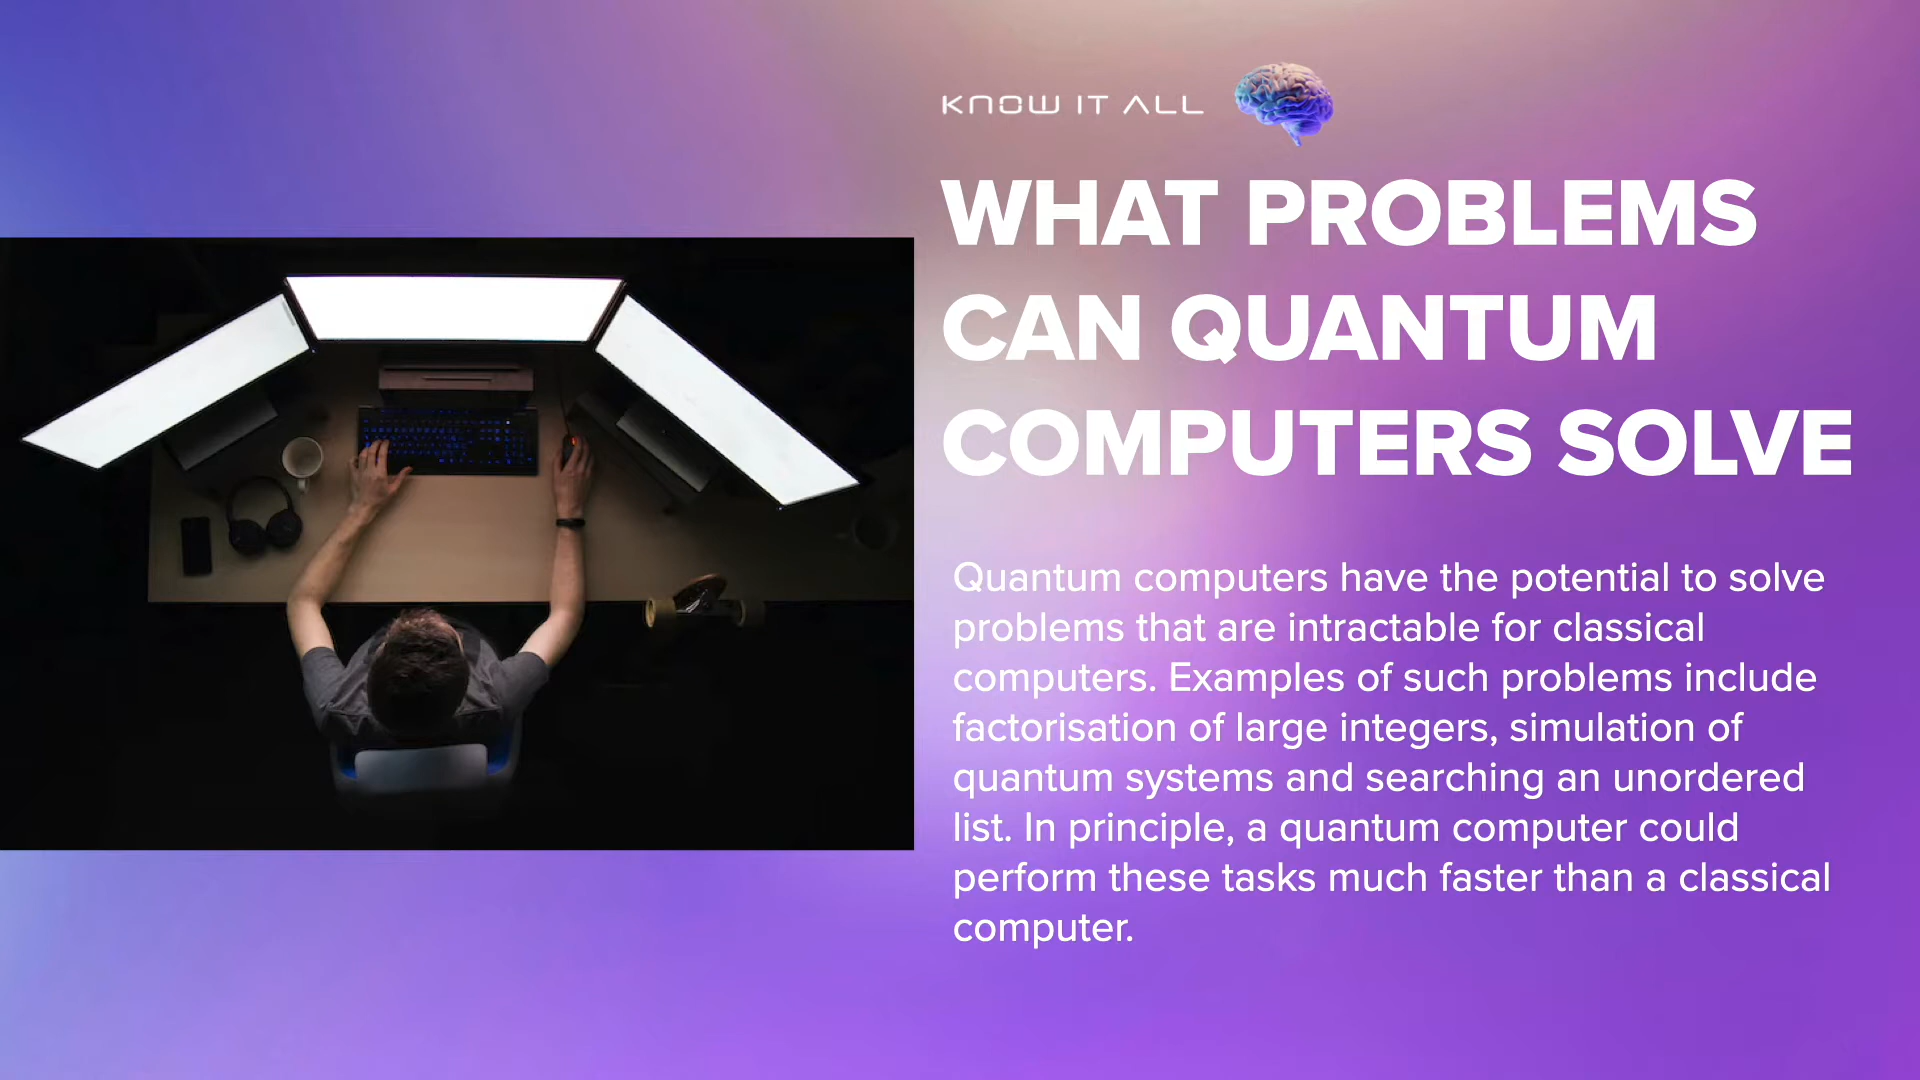 KNOW IT ALL
WHAT PROBLEMS
CAN QUANTUM
COMPUTERS SOLVE
Quantum computers have the potential to solve
problems that are intractable for classical
computers. Examples of such problems include
factorisation of large integers, simulation of
quantum systems and searching an unordered
list. In principle, a quantum computer could
perform these tasks much faster than a classical
computer.